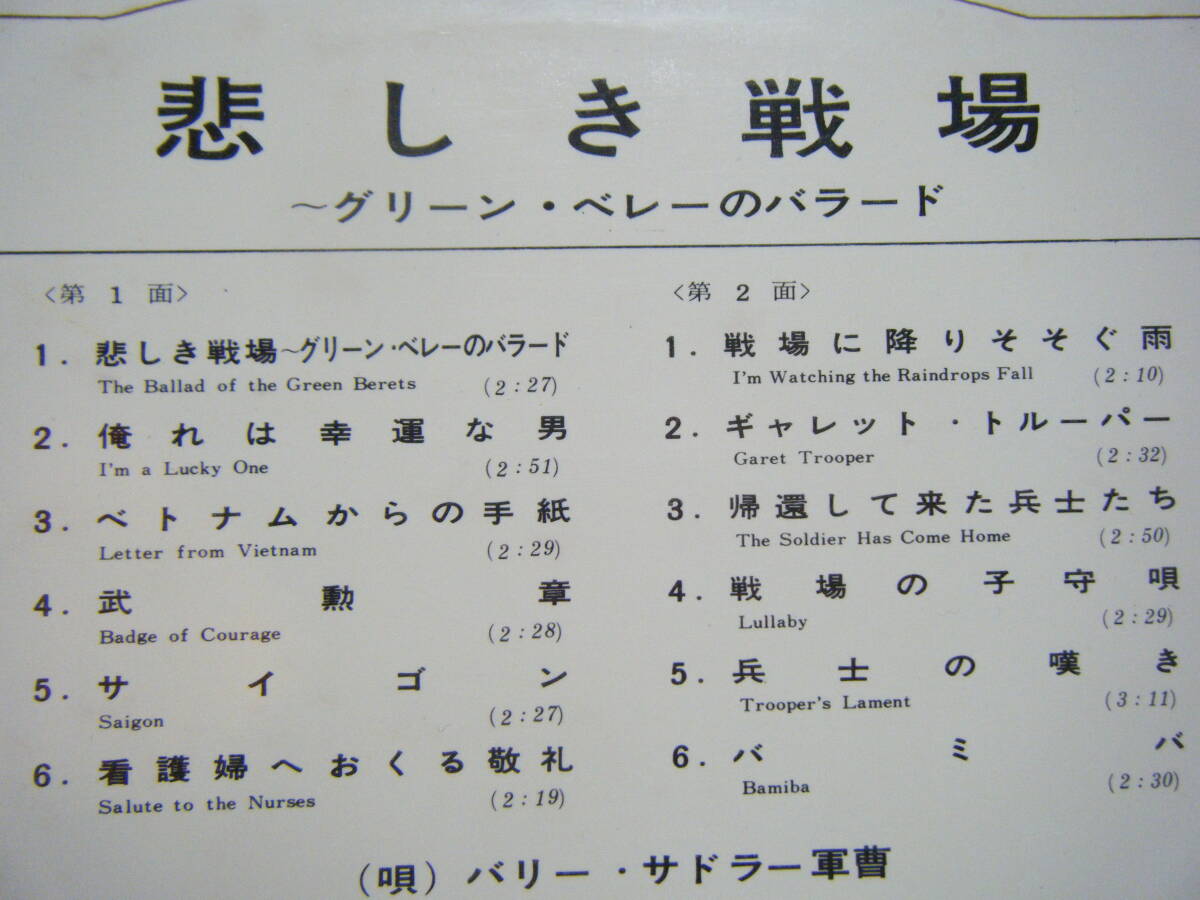 悲しき戦場
~グリーン・ベレーのバラード
<第1面>
1. 悲しき戦場~グリーン・ベレーのバラード
The Ballad of the Green Berets (2:27)
2. 俺れは幸運な男
I'm a Lucky One (2:51)
3. ベトナムからの手紙
Letter from Vietnam (2:29)
4. 武勲章
Badge of Courage (2:28)
5. サイゴン
Saigon (2:27)
6. 看護婦へおくる敬礼
Salute to the Nurses (2:19)
<第2面>
1. 戦場に降りそそぐ雨
I'm Watching the Raindrops Fall (2:10)
2. ギャレット・トルーパー
Garet Trooper (2:32)
3. 帰還して来た兵士たち
The Soldier Has Come Home (2:50)
4. 戦場の子守唄
Lullaby (2:29)
5. 兵士の嘆き
Trooper's Lament (3:11)
6. バミバ
Bamiba (2:30)
(唄) バリー・サドラー軍曹